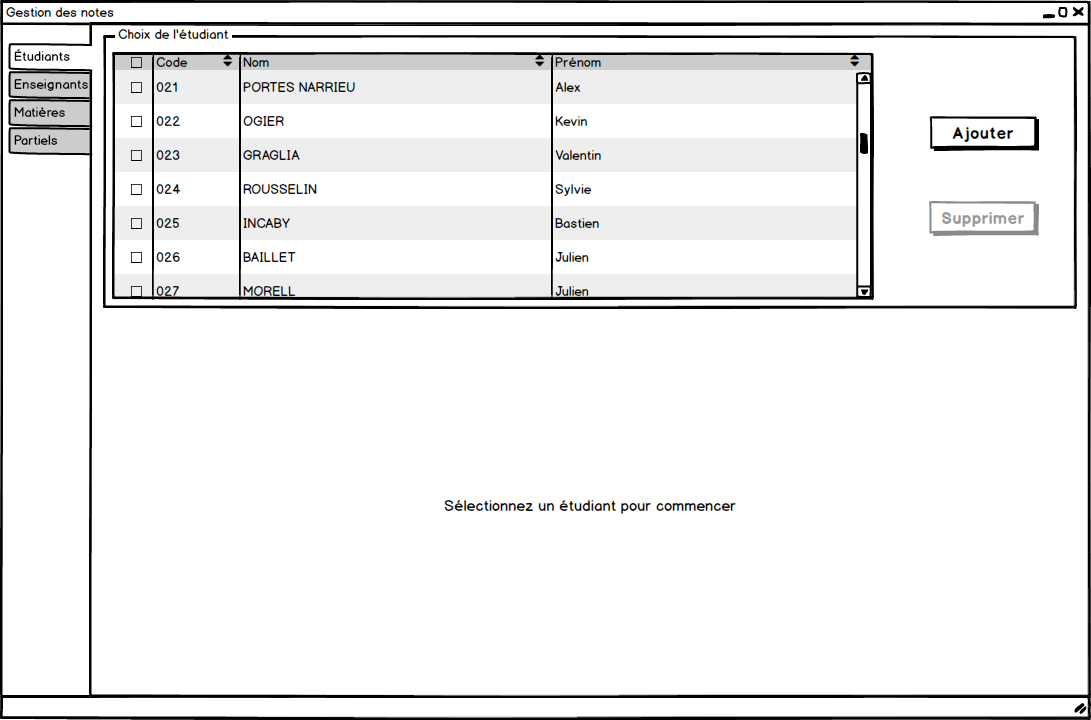 Gestion des notes
Choix de l'étudiant
Étudiants
Enseignants
Matières
Partiels
Code Nom Prénom
021 PORTES NARRIEU Alex
022 OGIER Kevin
023 GRAGLIA Valentin
024 ROUSSELIN Sylvie
025 INCABY Bastien
026 BAILLET Julien
027 MORELL Julien
Ajouter
Supprimer
Sélectionnez un étudiant pour commencer